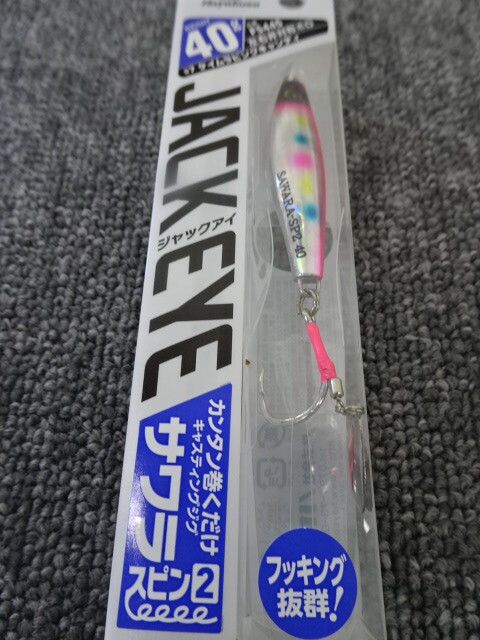 40g
JACK EYE
ジャックアイ
カンタン巻くだけ
キャスティングジグ
サワラ
スピン2
SAWARA-SP2 40
フッキング
抜群!